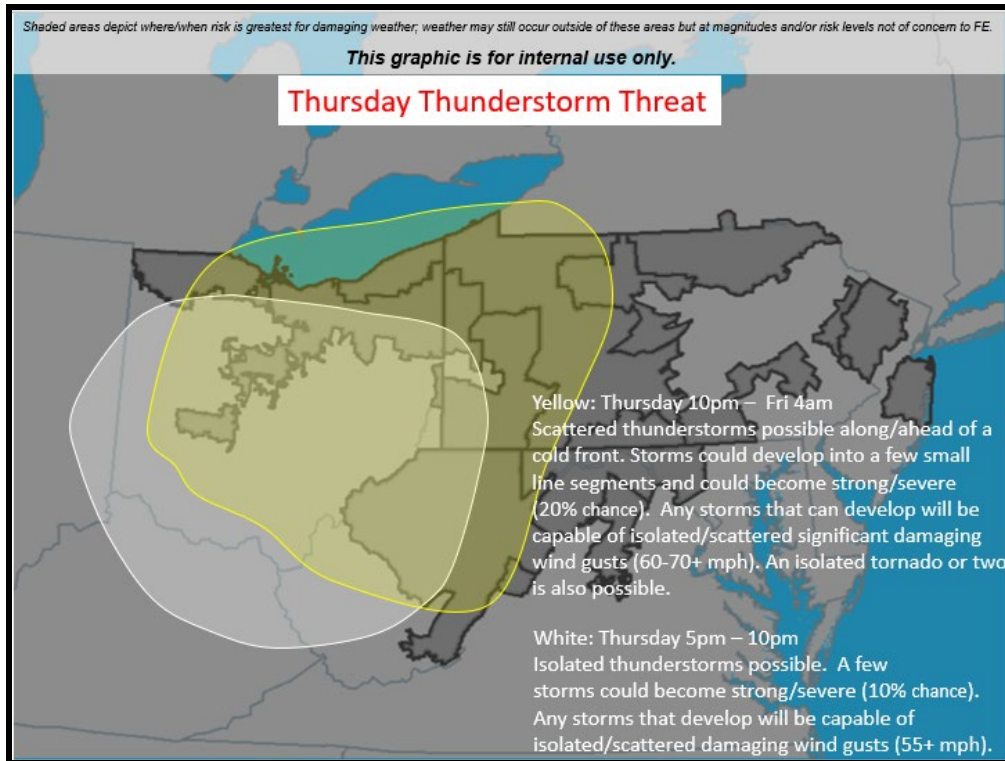 Shaded areas depict where/when risk is greatest for damaging weather; weather may still occur outside of these areas but at magnitudes and/or risk levels not of concern to FE.
This graphic is for internal use only.
Thursday Thunderstorm Threat
Yellow: Thursday 10pm – Fri 4am
Scattered thunderstorms possible along/ahead of a
cold front. Storms could develop into a few small
line segments and could become strong/severe
(20% chance). Any storms that can develop will be
capable of isolated/scattered significant damaging
wind gusts (60-70+ mph). An isolated tornado or two
is also possible.
White: Thursday 5pm – 10pm
Isolated thunderstorms possible. A few
storms could become strong/severe (10% chance).
Any storms that develop will be capable of
isolated/scattered damaging wind gusts (55+ mph).